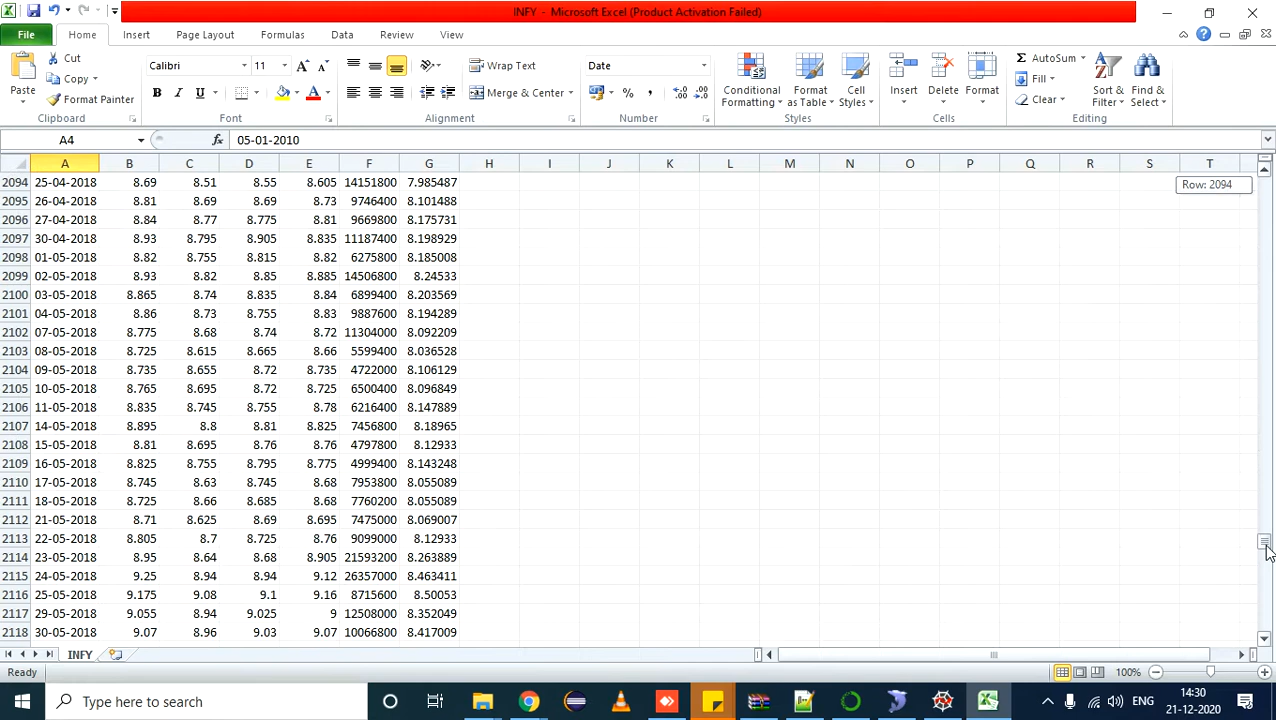 INFY - Microsoft Excel (Product Activation Failed)
File Home Insert Page Layout Formulas Data Review View
Paste Cut Copy Format Painter Clipboard
Calibri 11 B I U A A A Font
Wrap Text Merge & Center Alignment
Date % , Number
Conditional Formatting Format as Table Cell Styles Styles
Insert Delete Format Cells
Σ AutoSum Fill Clear Sort & Filter Find & Select Editing
A4 fx 05-01-2010
A B C D E F G H I J K L M N O P Q R S T
2094 25-04-2018 8.69 8.51 8.55 8.605 14151800 7.985487 Row: 2094
2095 26-04-2018 8.81 8.69 8.69 8.73 9746400 8.101488
2096 27-04-2018 8.84 8.77 8.775 8.81 9669800 8.175731
2097 30-04-2018 8.93 8.795 8.905 8.835 11187400 8.198929
2098 01-05-2018 8.82 8.755 8.815 8.82 6275800 8.185008
2099 02-05-2018 8.93 8.82 8.85 8.885 14506800 8.24533
2100 03-05-2018 8.865 8.74 8.835 8.84 6899400 8.203569
2101 04-05-2018 8.86 8.73 8.755 8.83 9887600 8.194289
2102 07-05-2018 8.775 8.68 8.74 8.72 11304000 8.092209
2103 08-05-2018 8.725 8.615 8.665 8.66 5599400 8.036528
2104 09-05-2018 8.735 8.655 8.72 8.735 4722000 8.106129
2105 10-05-2018 8.765 8.695 8.72 8.725 6500400 8.096849
2106 11-05-2018 8.835 8.745 8.755 8.78 6216400 8.147889
2107 14-05-2018 8.895 8.8 8.81 8.825 7456800 8.18965
2108 15-05-2018 8.81 8.695 8.76 8.76 4797800 8.12933
2109 16-05-2018 8.825 8.755 8.795 8.775 4999400 8.143248
2110 17-05-2018 8.745 8.63 8.745 8.68 7953800 8.055089
2111 18-05-2018 8.725 8.66 8.685 8.68 7760200 8.055089
2112 21-05-2018 8.71 8.625 8.69 8.695 7475000 8.069007
2113 22-05-2018 8.805 8.7 8.725 8.76 9099000 8.12933
2114 23-05-2018 8.95 8.64 8.68 8.905 21593200 8.263889
2115 24-05-2018 9.25 8.94 8.94 9.12 26357000 8.463411
2116 25-05-2018 9.175 9.08 9.1 9.16 8715600 8.50053
2117 29-05-2018 9.055 8.94 9.025 9 12508000 8.352049
2118 30-05-2018 9.07 8.96 9.03 9.07 10066800 8.417009
INFY
Ready 100%
Type here to search ENG 14:30
21-12-2020